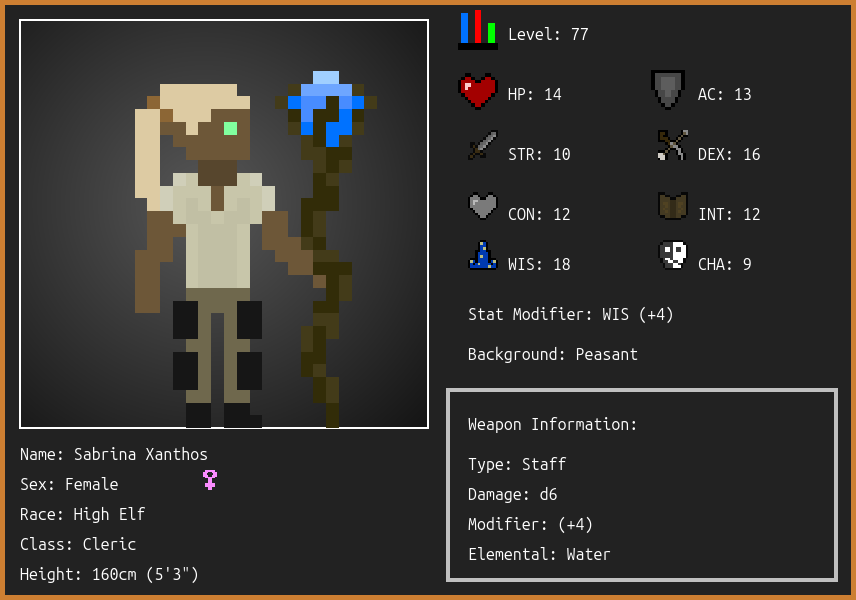 Level: 77
HP: 14
AC: 13
STR: 10
DEX: 16
CON: 12
INT: 12
WIS: 18
CHA: 9
Stat Modifier: WIS (+4)
Background: Peasant
Weapon Information:
Type: Staff
Damage: d6
Modifier: (+4)
Elemental: Water
Name: Sabrina Xanthos
Sex: Female
Race: High Elf
Class: Cleric
Height: 160cm (5'3")